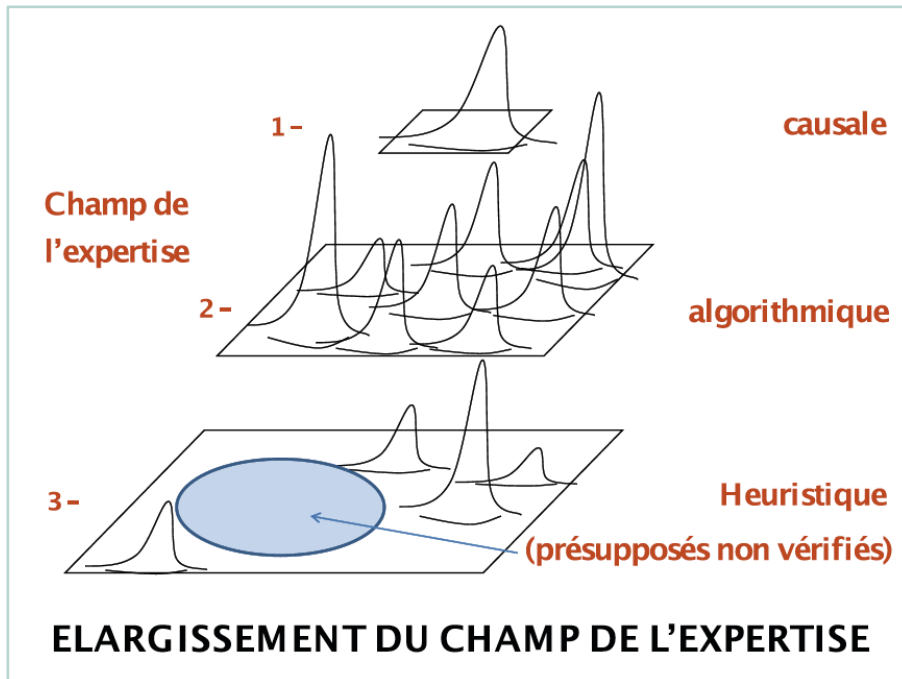 1 -
causale
Champ de
l'expertise
2 -
algorithmique
3 -
Heuristique
(présupposés non vérifiés)
ELARGISSEMENT DU CHAMP DE L'EXPERTISE